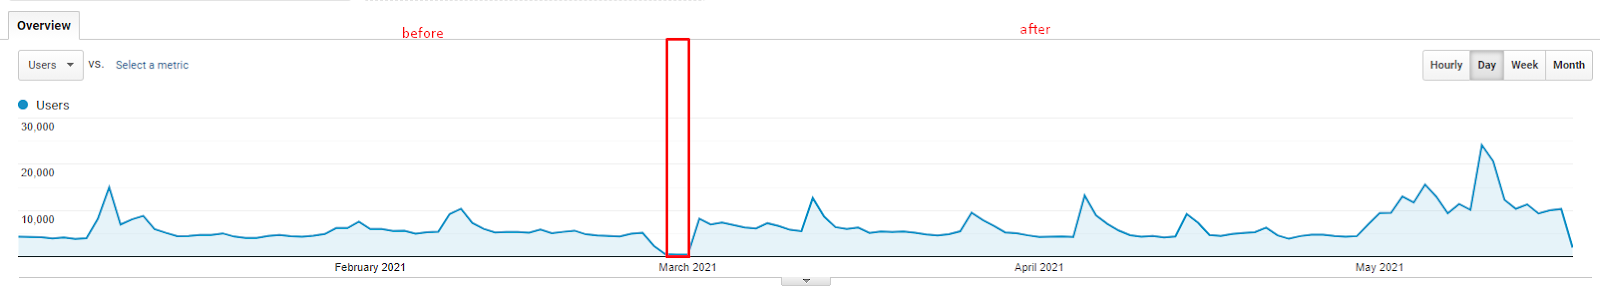 Overview
before
after
Users
vs.
Select a metric
Hourly Day Week Month
Users
30,000
20,000
10,000
February 2021
March 2021
April 2021
May 2021